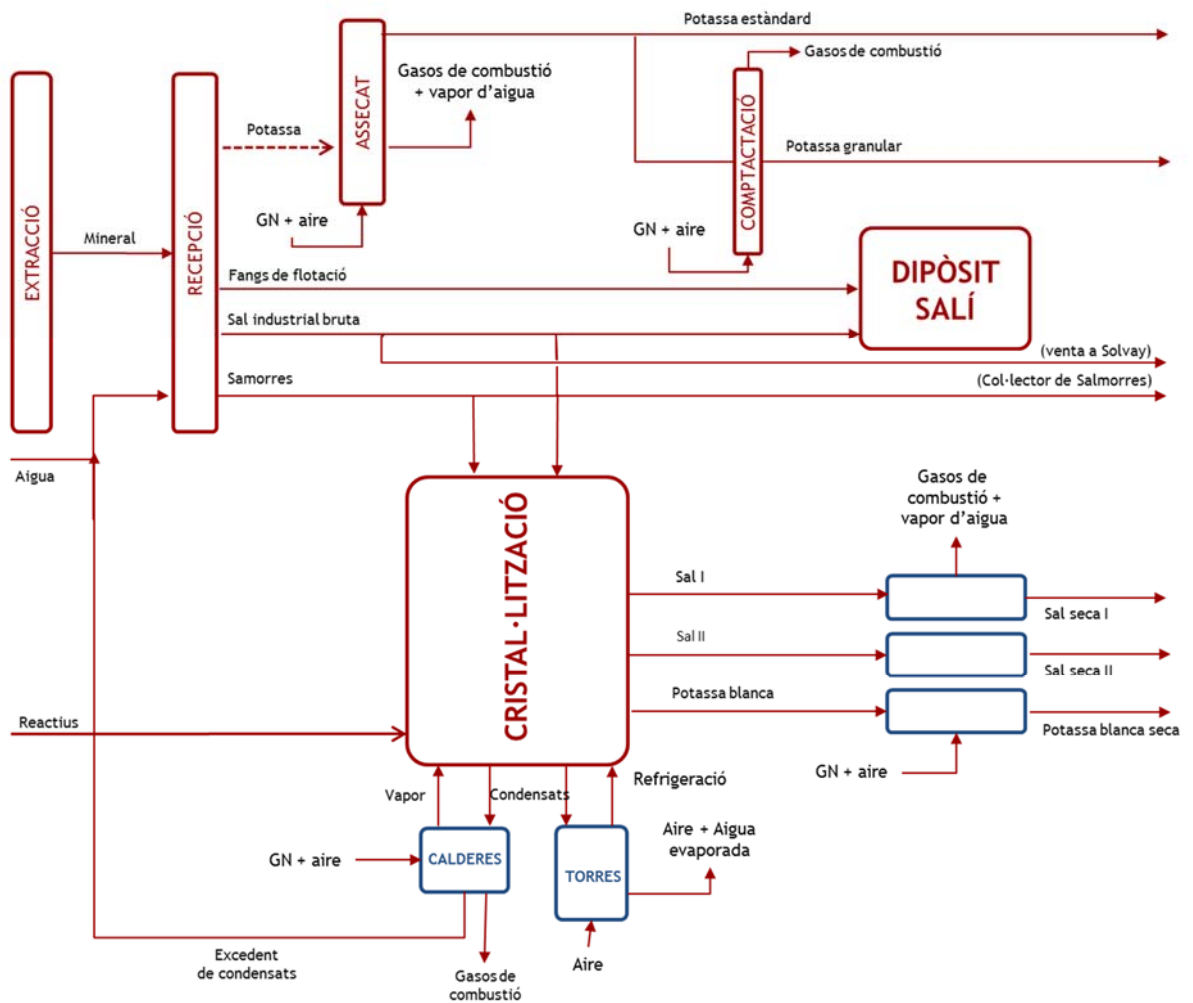 Potassa estàndard
Gasos de combustió
Gasos de combustió
+ vapor d'aigua
ASSECAT
COMPTACTACIÓ
EXTRACCIÓ
RECEPCIÓ
Potassa
Potassa granular
GN + aire
GN + aire
Mineral
Fangs de flotació
DIPÒSIT
SALÍ
Sal industrial bruta
(venta a Solvay)
Samorres
(Col·lector de Salmorres)
Aigua
Gasos de
combustió +
vapor d'aigua
CRISTAL·LITZACIÓ
Sal I
Sal seca I
Sal II
Sal seca II
Potassa blanca
Reactius
Potassa blanca seca
GN + aire
Refrigeració
Vapor
Condensats
GN + aire
CALDERES
TORRES
Aire + Aigua
evaporada
Excedent
de condensats
Gasos de
combustió
Aire